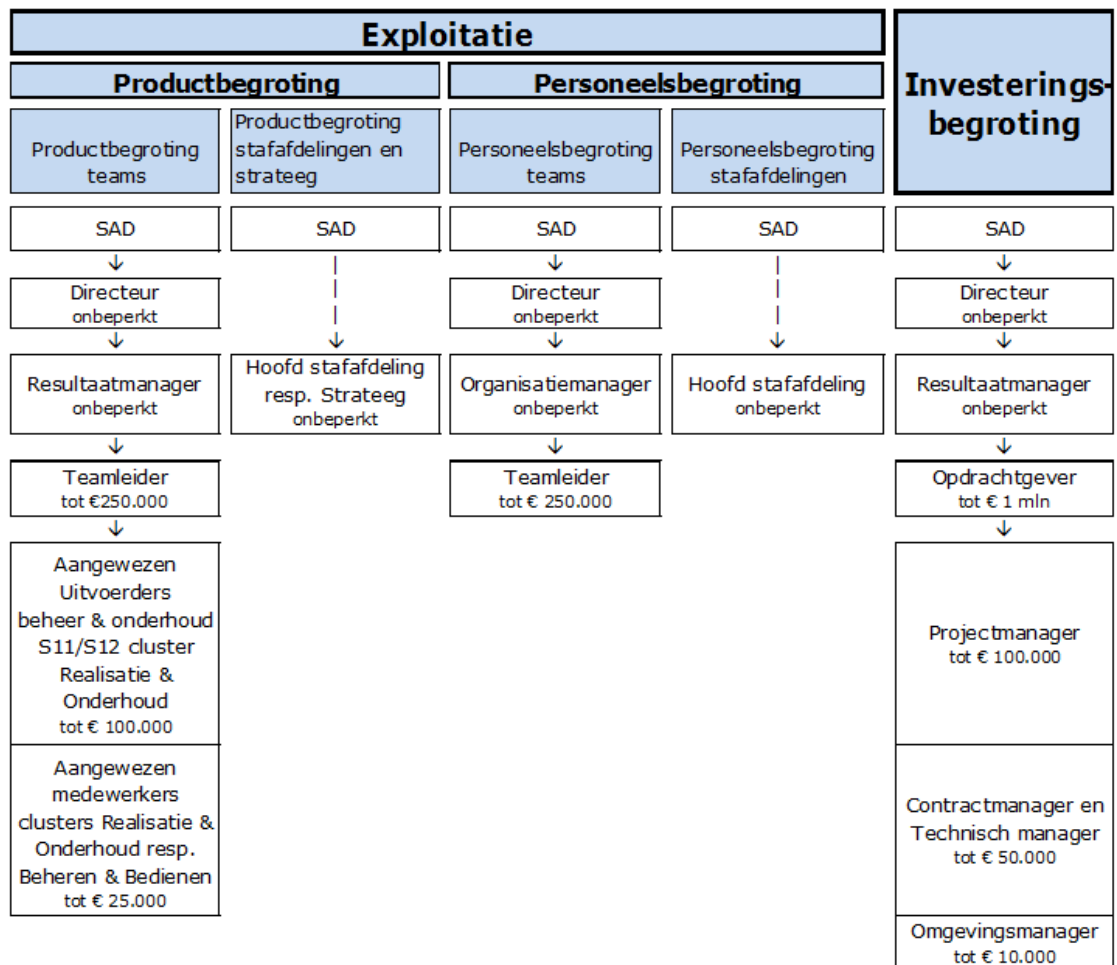 Exploitatie
Investerings-
begroting
Productbegroting
Personeelsbegroting
Productbegroting
teams
Productbegroting
stafafdelingen en
strateeg
Personeelsbegroting
teams
Personeelsbegroting
stafafdelingen
SAD
SAD
SAD
SAD
SAD
Directeur
onbeperkt
Directeur
onbeperkt
Directeur
onbeperkt
Resultaatmanager
onbeperkt
Hoofd stafafdeling
resp. Strateeg
onbeperkt
Organisatiemanager
onbeperkt
Hoofd stafafdeling
onbeperkt
Resultaatmanager
onbeperkt
Teamleider
tot €250.000
Teamleider
tot € 250.000
Opdrachtgever
tot € 1 mln
Aangewezen
Uitvoerders
beheer & onderhoud
S11/S12 cluster
Realisatie &
Onderhoud
tot € 100.000
Projectmanager
tot € 100.000
Aangewezen
medewerkers
clusters Realisatie &
Onderhoud resp.
Beheren & Bedienen
tot € 25.000
Contractmanager en
Technisch manager
tot € 50.000
Omgevingsmanager
tot € 10.000